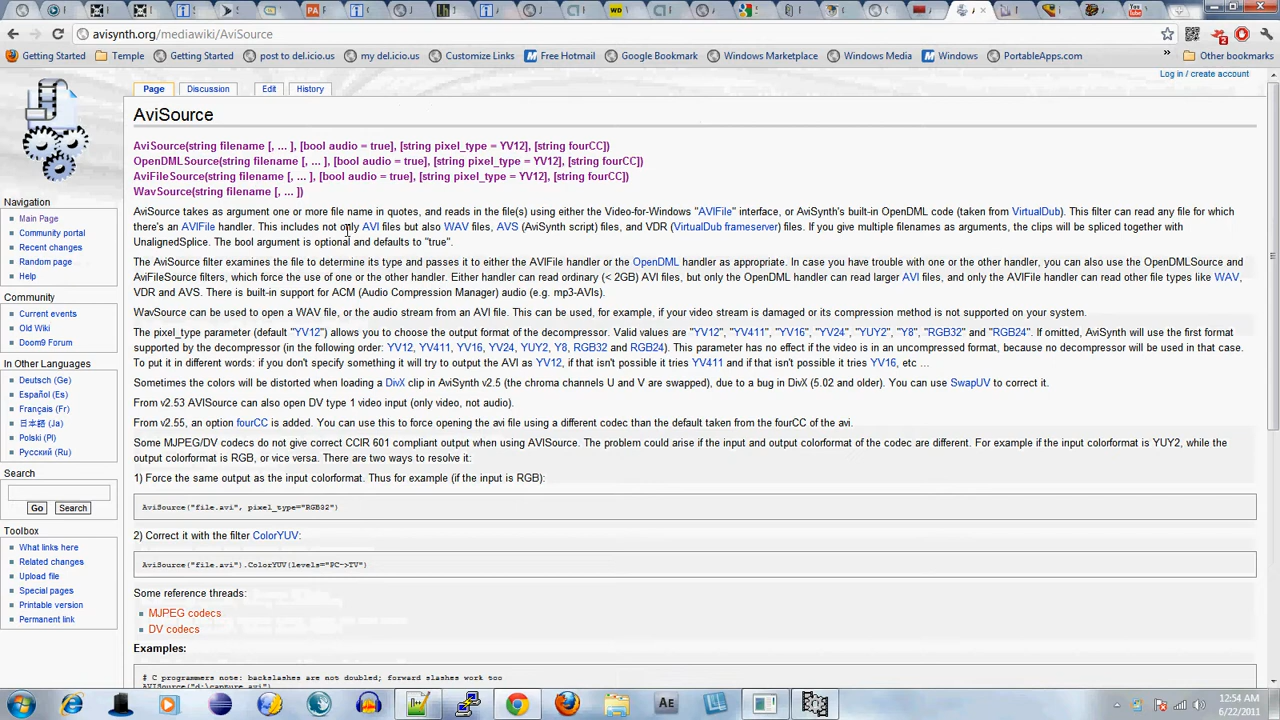 PA
WD
You
avisynth.org/mediawiki/AviSource
Getting Started
Temple
Getting Started
post to del.icio.us
my del.icio.us
Customize Links
Free Hotmail
Google Bookmark
Windows Marketplace
Windows Media
Windows
PortableApps.com
»
Other bookmarks
Log in / create account
Page
Discussion
Edit
History
AviSource
AviSource(string filename [, ... ], [bool audio = true], [string pixel_type = YV12], [string fourCC])
OpenDMLSource(string filename [, ... ], [bool audio = true], [string pixel_type = YV12], [string fourCC])
AviFileSource(string filename [, ... ], [bool audio = true], [string pixel_type = YV12], [string fourCC])
WavSource(string filename [, ... ])
AviSource takes as argument one or more file name in quotes, and reads in the file(s) using either the Video-for-Windows "AVIFile" interface, or AviSynth's built-in OpenDML code (taken from VirtualDub). This filter can read any file for which
there's an AVIFile handler. This includes not only AVI files but also WAV files, AVS (AviSynth script) files, and VDR (VirtualDub frameserver) files. If you give multiple filenames as arguments, the clips will be spliced together with
UnalignedSplice. The bool argument is optional and defaults to "true".
The AviSource filter examines the file to determine its type and passes it to either the AVIFile handler or the OpenDML handler as appropriate. In case you have trouble with one or the other handler, you can also use the OpenDMLSource and
AviFileSource filters, which force the use of one or the other handler. Either handler can read ordinary (< 2GB) AVI files, but only the OpenDML handler can read larger AVI files, and only the AVIFile handler can read other file types like WAV,
VDR and AVS. There is built-in support for ACM (Audio Compression Manager) audio (e.g. mp3-AVIs).
WavSource can be used to open a WAV file, or the audio stream from an AVI file. This can be used, for example, if your video stream is damaged or its compression method is not supported on your system.
The pixel_type parameter (default "YV12") allows you to choose the output format of the decompressor. Valid values are "YV12", "YV411", "YV16", "YV24", "YUY2", "Y8", "RGB32" and "RGB24". If omitted, AviSynth will use the first format
supported by the decompressor (in the following order: YV12, YV411, YV16, YV24, YUY2, Y8, RGB32 and RGB24). This parameter has no effect if the video is in an uncompressed format, because no decompressor will be used in that case.
To put it in different words: if you don't specify something it will try to output the AVI as YV12, if that isn't possible it tries YV411 and if that isn't possible it tries YV16, etc ...
Sometimes the colors will be distorted when loading a DivX clip in AviSynth v2.5 (the chroma channels U and V are swapped), due to a bug in DivX (5.02 and older). You can use SwapUV to correct it.
From v2.53 AVISource can also open DV type 1 video input (only video, not audio).
From v2.55, an option fourCC is added. You can use this to force opening the avi file using a different codec than the default taken from the fourCC of the avi.
Some MJPEG/DV codecs do not give correct CCIR 601 compliant output when using AVISource. The problem could arise if the input and output colorformat of the codec are different. For example if the input colorformat is YUY2, while the
output colorformat is RGB, or vice versa. There are two ways to resolve it:
1) Force the same output as the input colorformat. Thus for example (if the input is RGB):
AviSource("file.avi", pixel_type="RGB32")
2) Correct it with the filter ColorYUV:
AviSource("file.avi").ColorYUV(levels="PC->TV")
Some reference threads:
MJPEG codecs
DV codecs
Examples:
# C programmers note: backslashes are not doubled; forward slashes work too
AVISource("d:\capture.avi")
Navigation
Main Page
Community portal
Recent changes
Random page
Help
Community
Current events
Old Wiki
Doom9 Forum
In Other Languages
Deutsch (Ge)
Español (Es)
Français (Fr)
日本語 (Ja)
Polski (Pl)
Русский (Ru)
Search
Go
Search
Toolbox
What links here
Related changes
Upload file
Special pages
Printable version
Permanent link
AE
12:54 AM
6/22/2011